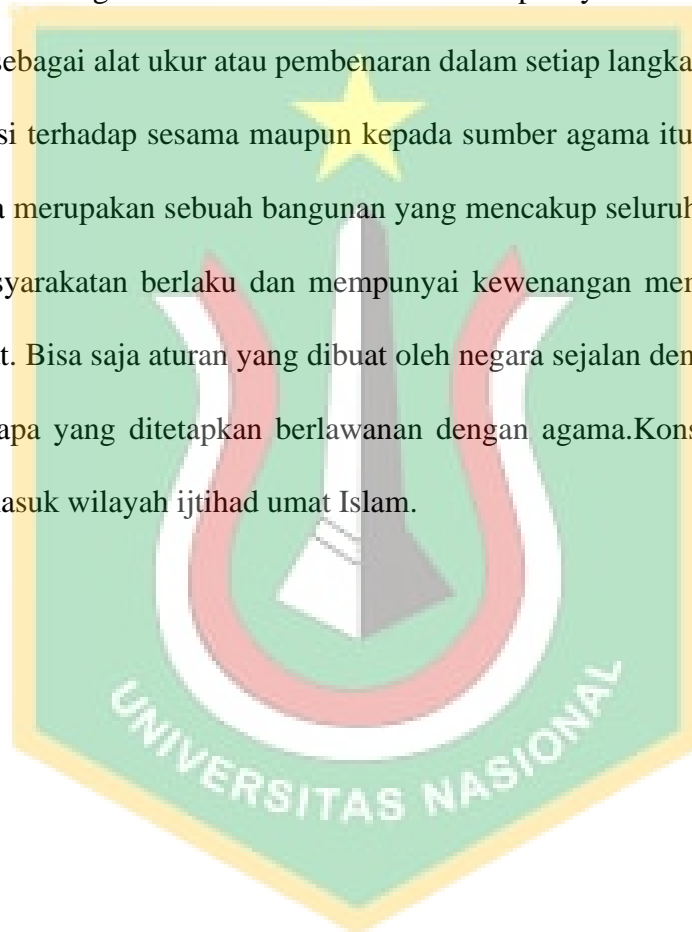 sebagai alat ukur atau pembenaran dalam setiap langka
si terhadap sesama maupun kepada sumber agama itu
merupakan sebuah bangunan yang mencakup seluruh
syarakatan berlaku dan mempunyai kewenangan mer
t. Bisa saja aturan yang dibuat oleh negara sejalan den
apa yang ditetapkan berlawanan dengan agama.Kons
asuk wilayah ijtihad umat Islam.
UNIVERSITAS NASIONAL